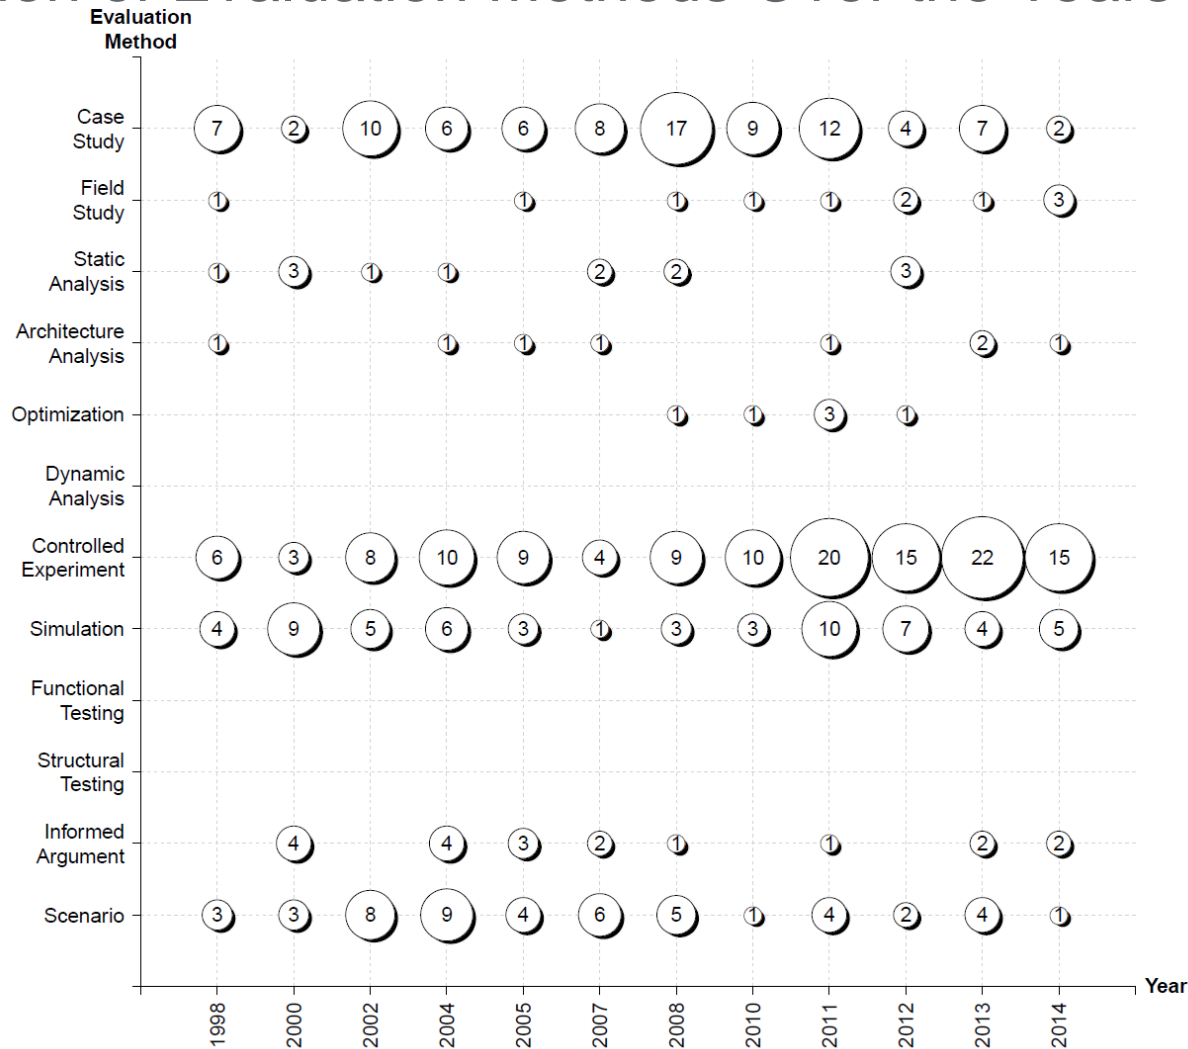 Evaluation Methods Over the Years
Evaluation
Method
Case
Study
7 2 10 6 6 8 17 9 12 4 7 2
Field
Study
1 1 1 1 1 2 1 3
Static
Analysis
1 3 1 1 2 2 3
Architecture
Analysis
1 1 1 1 1 2 1
Optimization
1 1 3 1
Dynamic
Analysis
Controlled
Experiment
6 3 8 10 9 4 9 10 20 15 22 15
Simulation
4 9 5 6 3 1 3 3 10 7 4 5
Functional
Testing
Structural
Testing
Informed
Argument
4 4 3 2 1 1 2 2
Scenario
3 3 8 9 4 6 5 1 4 2 4 1
Year
1998 2000 2002 2004 2005 2007 2008 2010 2011 2012 2013 2014